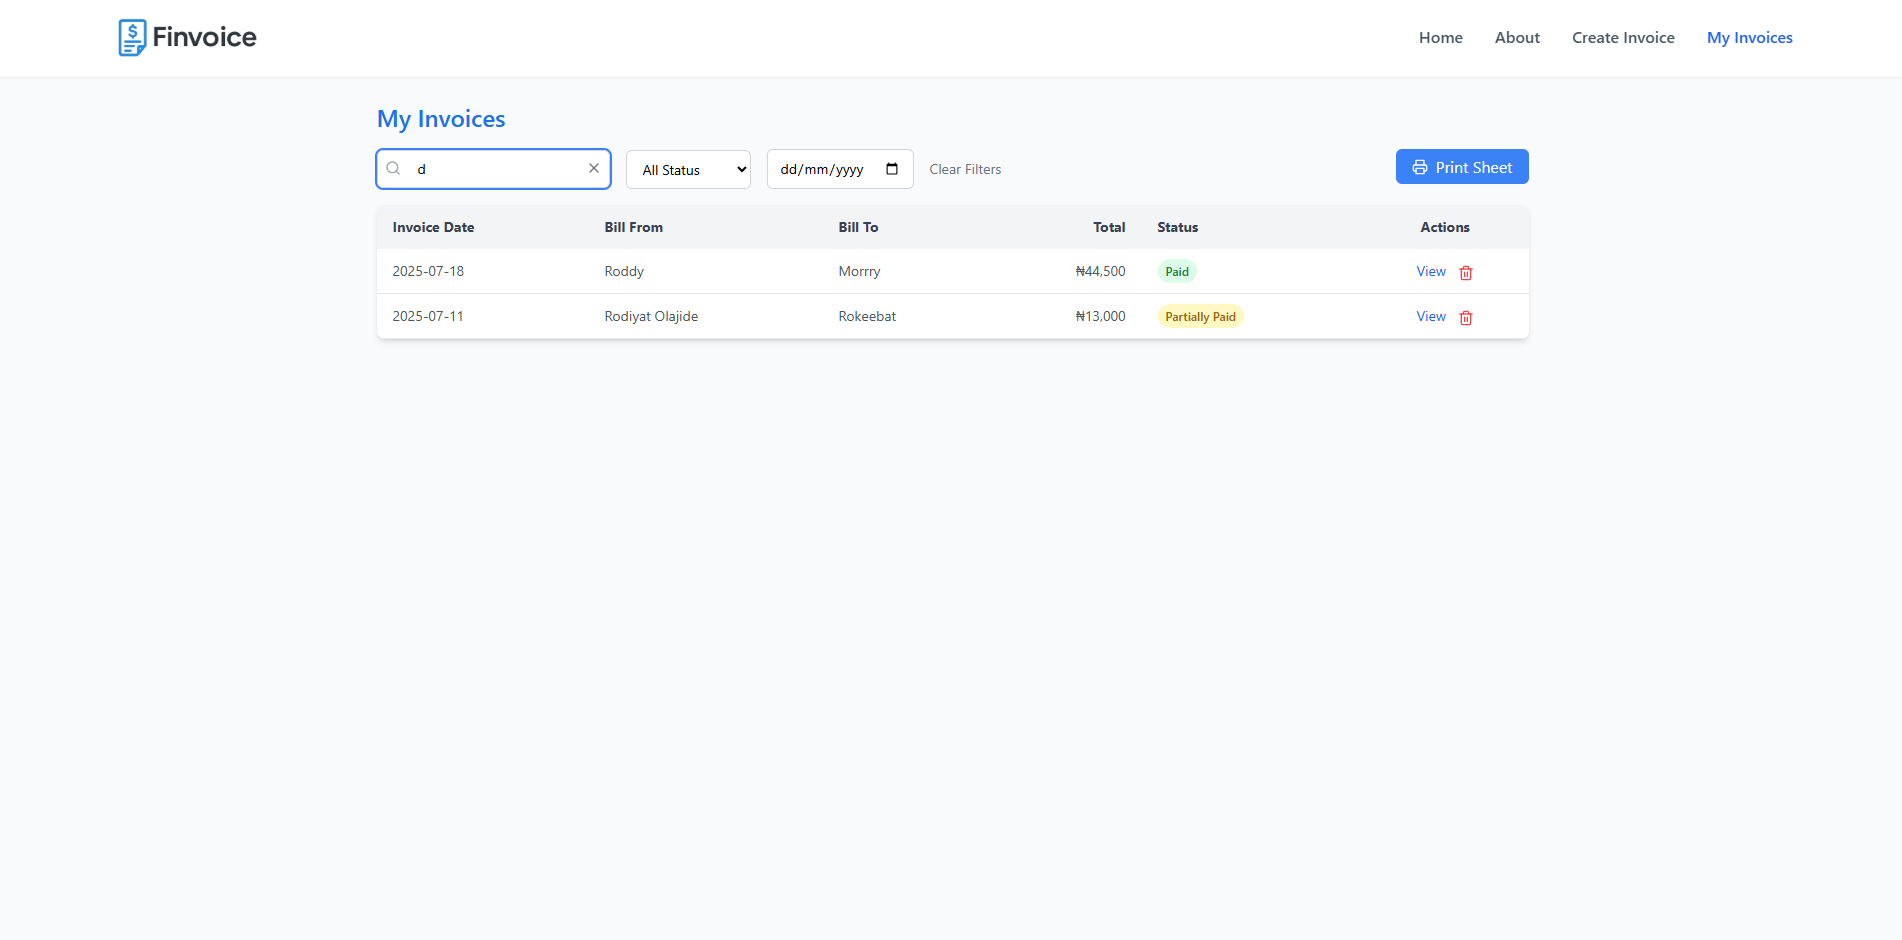 Finvoice
Home About Create Invoice My Invoices
My Invoices
d All Status dd/mm/yyyy Clear Filters Print Sheet
Invoice Date Bill From Bill To Total Status Actions
2025-07-18 Roddy Morrry ₦44,500 Paid View
2025-07-11 Rodiyat Olajide Rokeebat ₦13,000 Partially Paid View